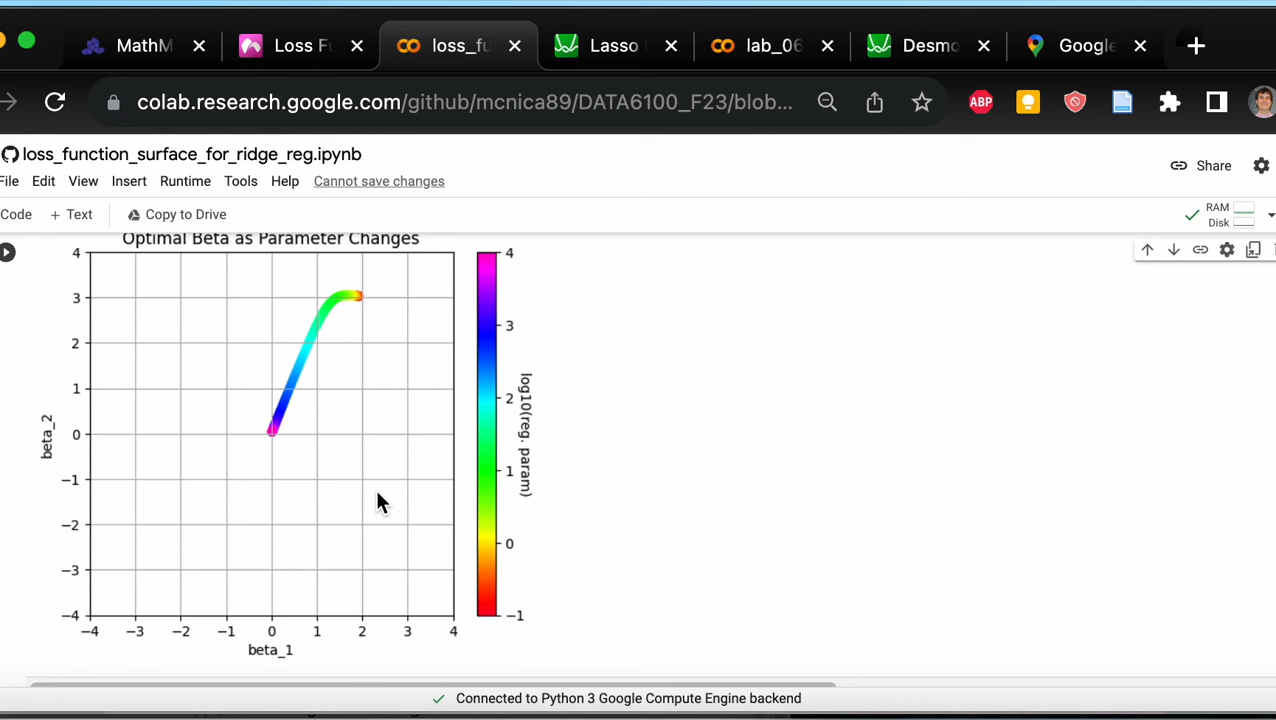 MathM
Loss Fu
loss_fu
Lasso
lab_06
Desmo
Google
colab.research.google.com/github/mcnica89/DATA6100_F23/blob...
ABP
loss_function_surface_for_ridge_reg.ipynb
Share
File Edit View Insert Runtime Tools Help Cannot save changes
Code + Text Copy to Drive
RAM
Disk
Optimal Beta as Parameter Changes
4
3
2
1
0
−1
−2
−3
−4
beta_2
−4 −3 −2 −1 0 1 2 3 4
beta_1
4
3
2
1
0
−1
log10(reg. param)
Connected to Python 3 Google Compute Engine backend